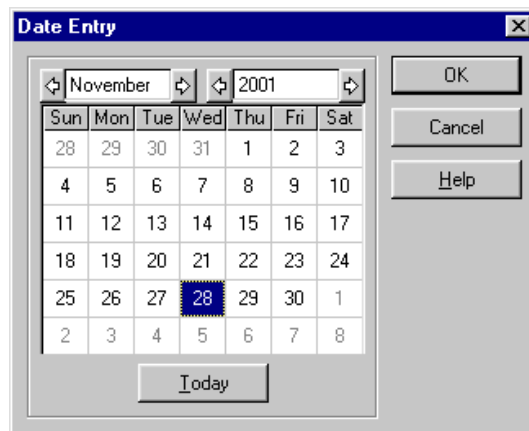 Date Entry
November 2001 OK
Sun Mon Tue Wed Thu Fri Sat
28 29 30 31 1 2 3
Cancel
4 5 6 7 8 9 10
Help
11 12 13 14 15 16 17
18 19 20 21 22 23 24
25 26 27 28 29 30 1
2 3 4 5 6 7 8
Today